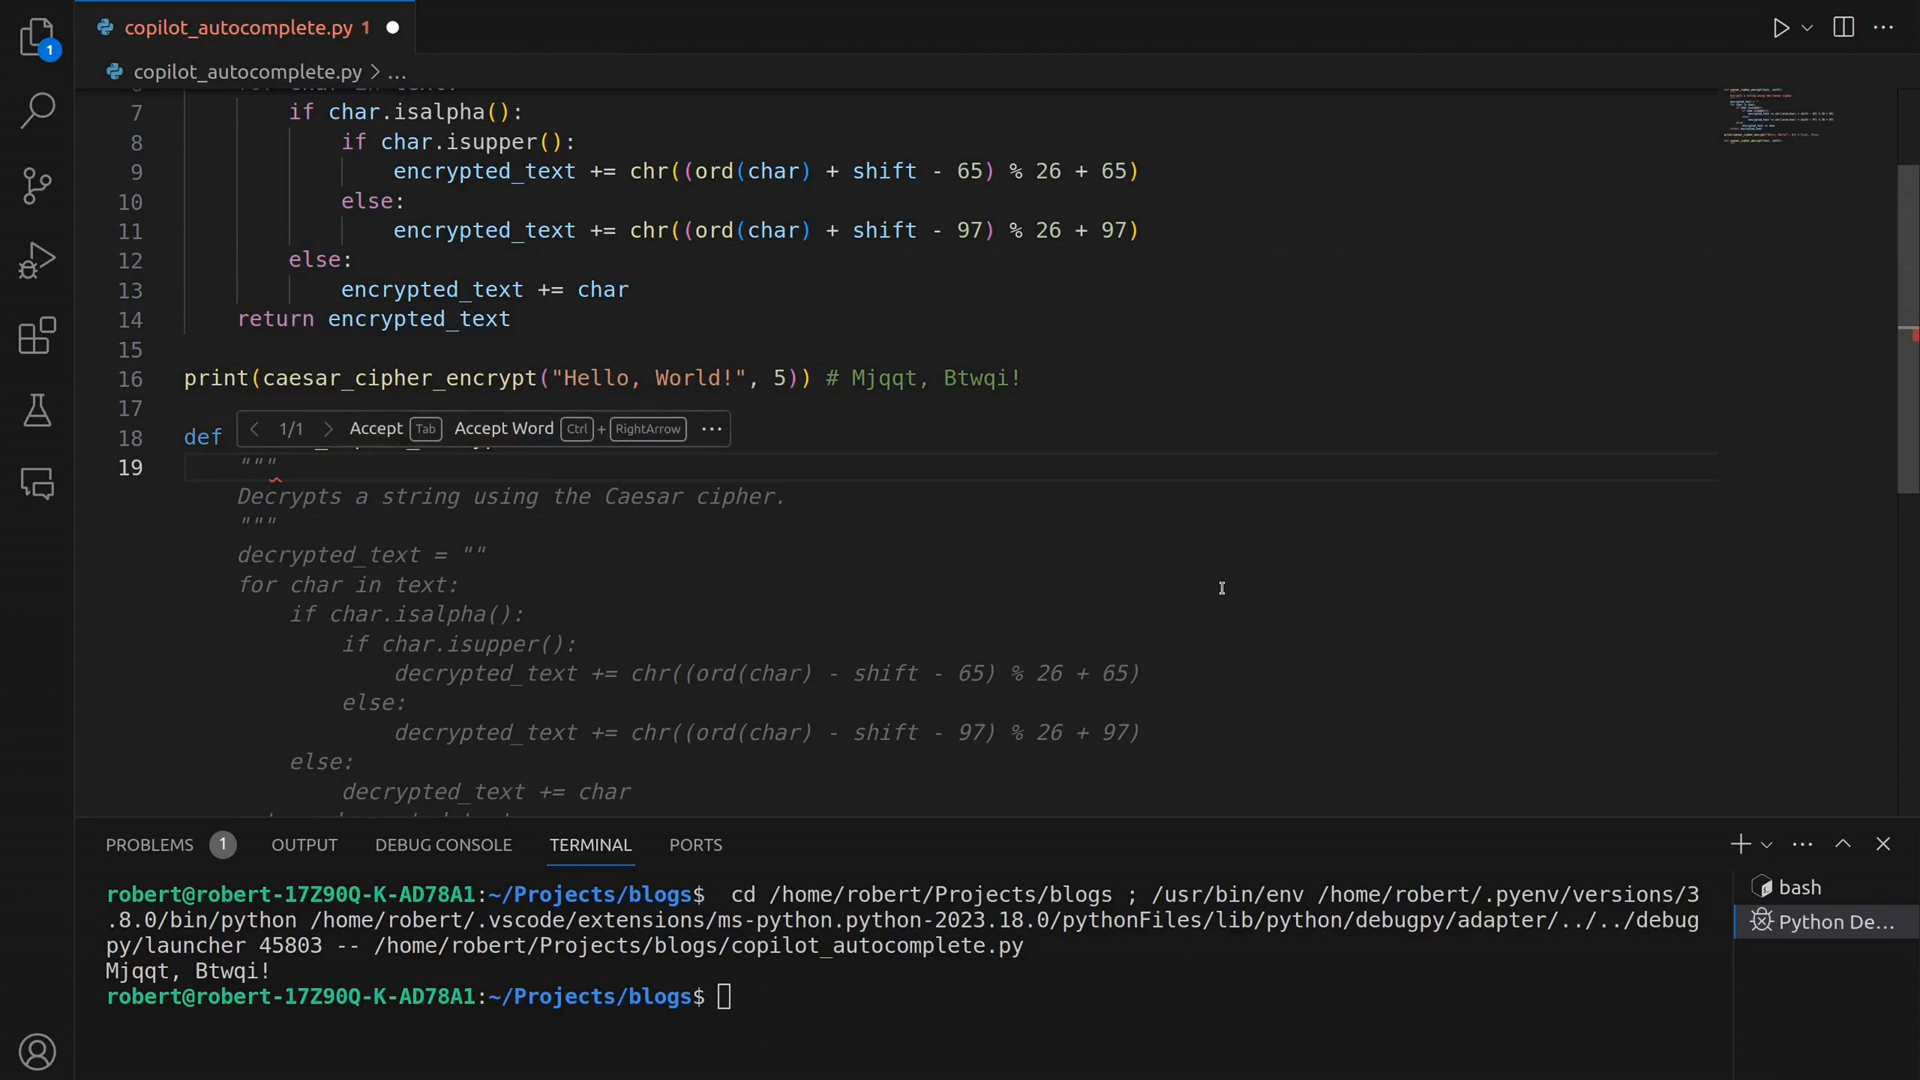 1
copilot_autocomplete.py 1
copilot_autocomplete.py > ...
7 if char.isalpha():
8 if char.isupper():
9 encrypted_text += chr((ord(char) + shift - 65) % 26 + 65)
10 else:
11 encrypted_text += chr((ord(char) + shift - 97) % 26 + 97)
12 else:
13 encrypted_text += char
14 return encrypted_text
15
16 print(caesar_cipher_encrypt("Hello, World!", 5)) # Mjqqt, Btwqi!
17
< 1/1 > Accept Tab Accept Word Ctrl + RightArrow ...
18 def
19 """
Decrypts a string using the Caesar cipher.
"""
decrypted_text = ""
for char in text:
if char.isalpha():
if char.isupper():
decrypted_text += chr((ord(char) - shift - 65) % 26 + 65)
else:
decrypted_text += chr((ord(char) - shift - 97) % 26 + 97)
else:
decrypted_text += char
PROBLEMS 1 OUTPUT DEBUG CONSOLE TERMINAL PORTS
robert@robert-17Z90Q-K-AD78A1:~/Projects/blogs$ cd /home/robert/Projects/blogs ; /usr/bin/env /home/robert/.pyenv/versions/3
.8.0/bin/python /home/robert/.vscode/extensions/ms-python.python-2023.18.0/pythonFiles/lib/python/debugpy/adapter/../../debug
py/launcher 45803 -- /home/robert/Projects/blogs/copilot_autocomplete.py
Mjqqt, Btwqi!
robert@robert-17Z90Q-K-AD78A1:~/Projects/blogs$
bash
Python De...